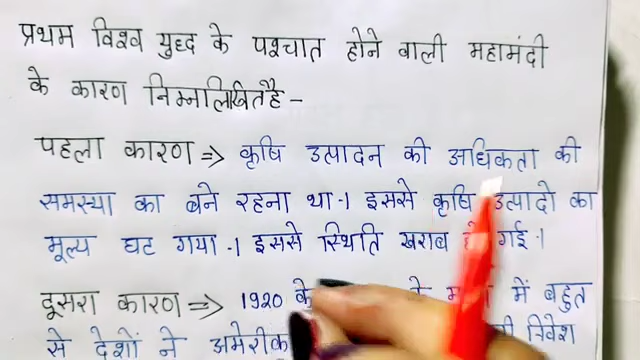 प्रथम विश्व युद्ध के पश्चात होने वाली महामंदी
के कारण निम्नलिखित है –
पहला कारण => कृषि उत्पादन की अधिकता की
समस्या का बने रहना था -। इससे कृषि उत्पादो का
मूल्य घट गया -। इससे स्थिति खराब हो गई -।
दूसरा कारण => 1920 के के में बहुत
से देशों ने